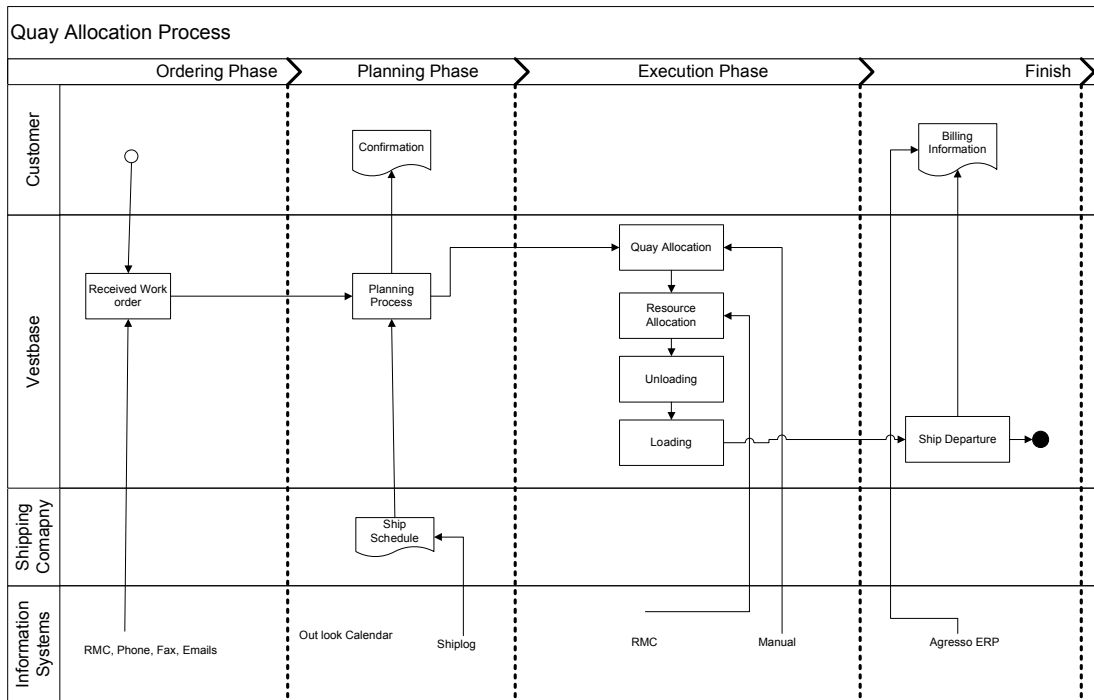 Quay Allocation Process
Ordering Phase
Planning Phase
Execution Phase
Finish
Customer
Confirmation
Billing
Information
Vestbase
Received Work
order
Planning
Process
Quay Allocation
Resource
Allocation
Unloading
Loading
Ship Departure
Shipping
Comapny
Ship
Schedule
Information
Systems
RMC, Phone, Fax, Emails
Out look Calendar
Shiplog
RMC
Manual
Agresso ERP